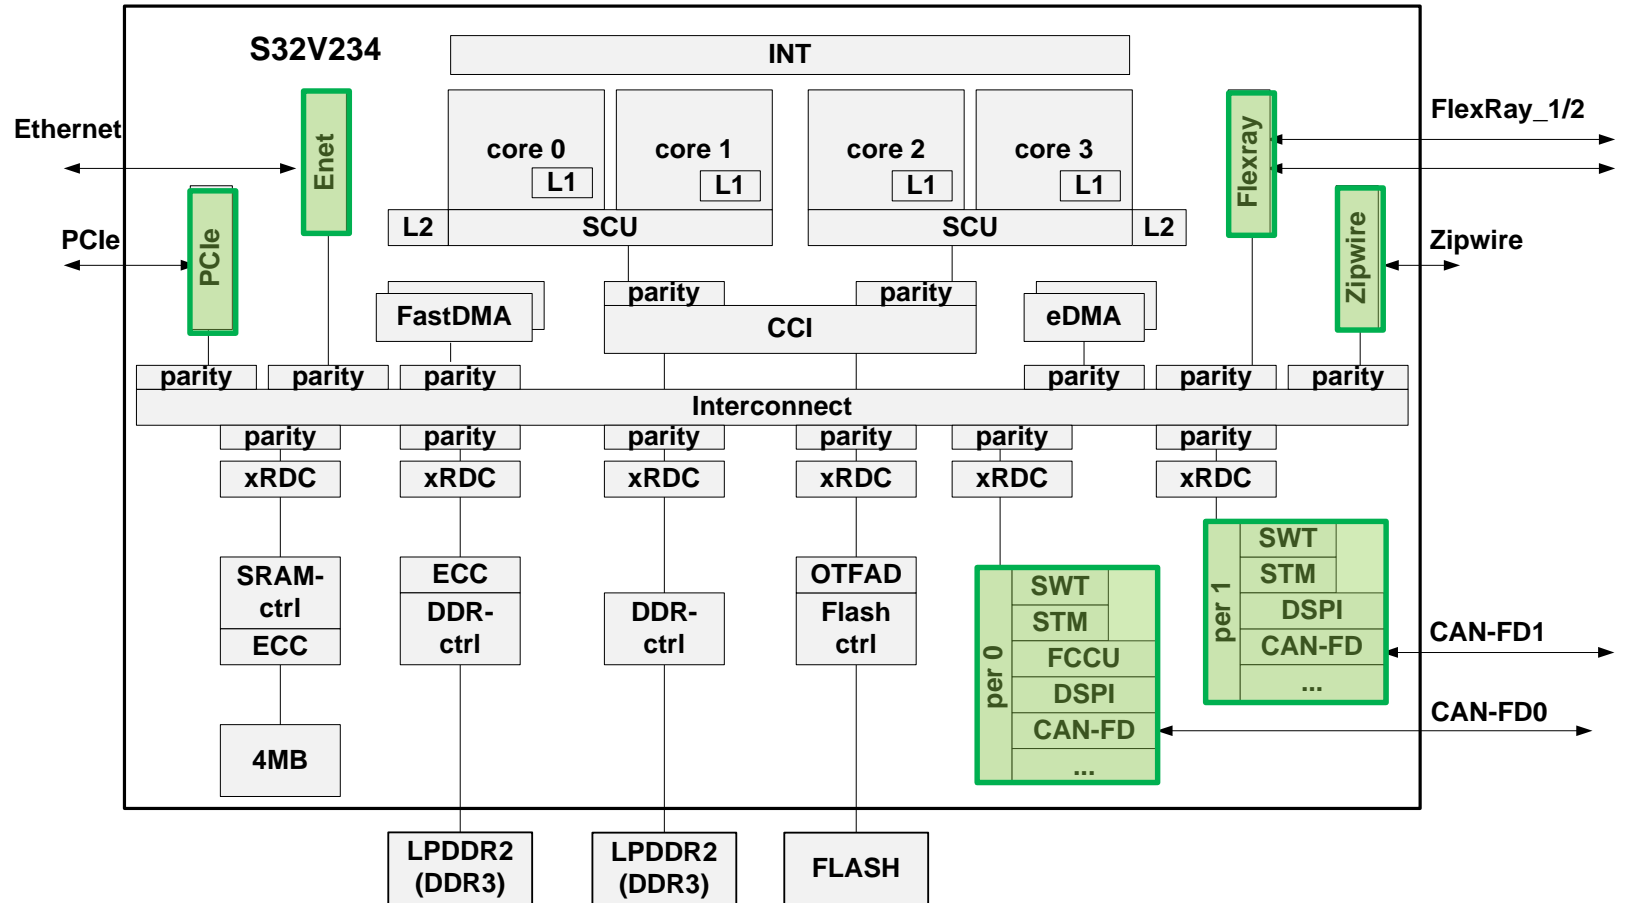 S32V234
INT
Ethernet
Enet
core 0
L1
core 1
L1
core 2
L1
core 3
L1
Flexray
FlexRay_1/2
L2
SCU
SCU
L2
PCIe
PCIe
Zipwire
Zipwire
FastDMA
parity
parity
CCI
eDMA
parity
parity
parity
parity
parity
parity
Interconnect
parity
parity
parity
parity
parity
parity
xRDC
xRDC
xRDC
xRDC
xRDC
xRDC
SRAM-
ctrl
ECC
ECC
DDR-
ctrl
DDR-
ctrl
OTFAD
Flash
ctrl
per 0
SWT
STM
FCCU
DSPI
CAN-FD
...
per 1
SWT
STM
DSPI
CAN-FD
...
CAN-FD1
CAN-FD0
4MB
LPDDR2
(DDR3)
LPDDR2
(DDR3)
FLASH